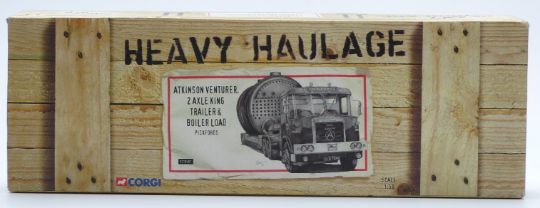 HEAVY HAULAGE
ATKINSON VENTURER,
2 AXLE KING
TRAILER &
BOILER LOAD
PICKFORDS
CORGI
SCALE
1:50